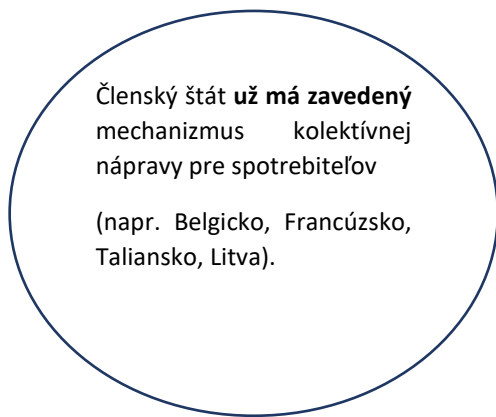 Členský štát už má zavedený
mechanizmus kolektívnej
nápravy pre spotrebiteľov
(napr. Belgicko, Francúzsko,
Taliansko, Litva).